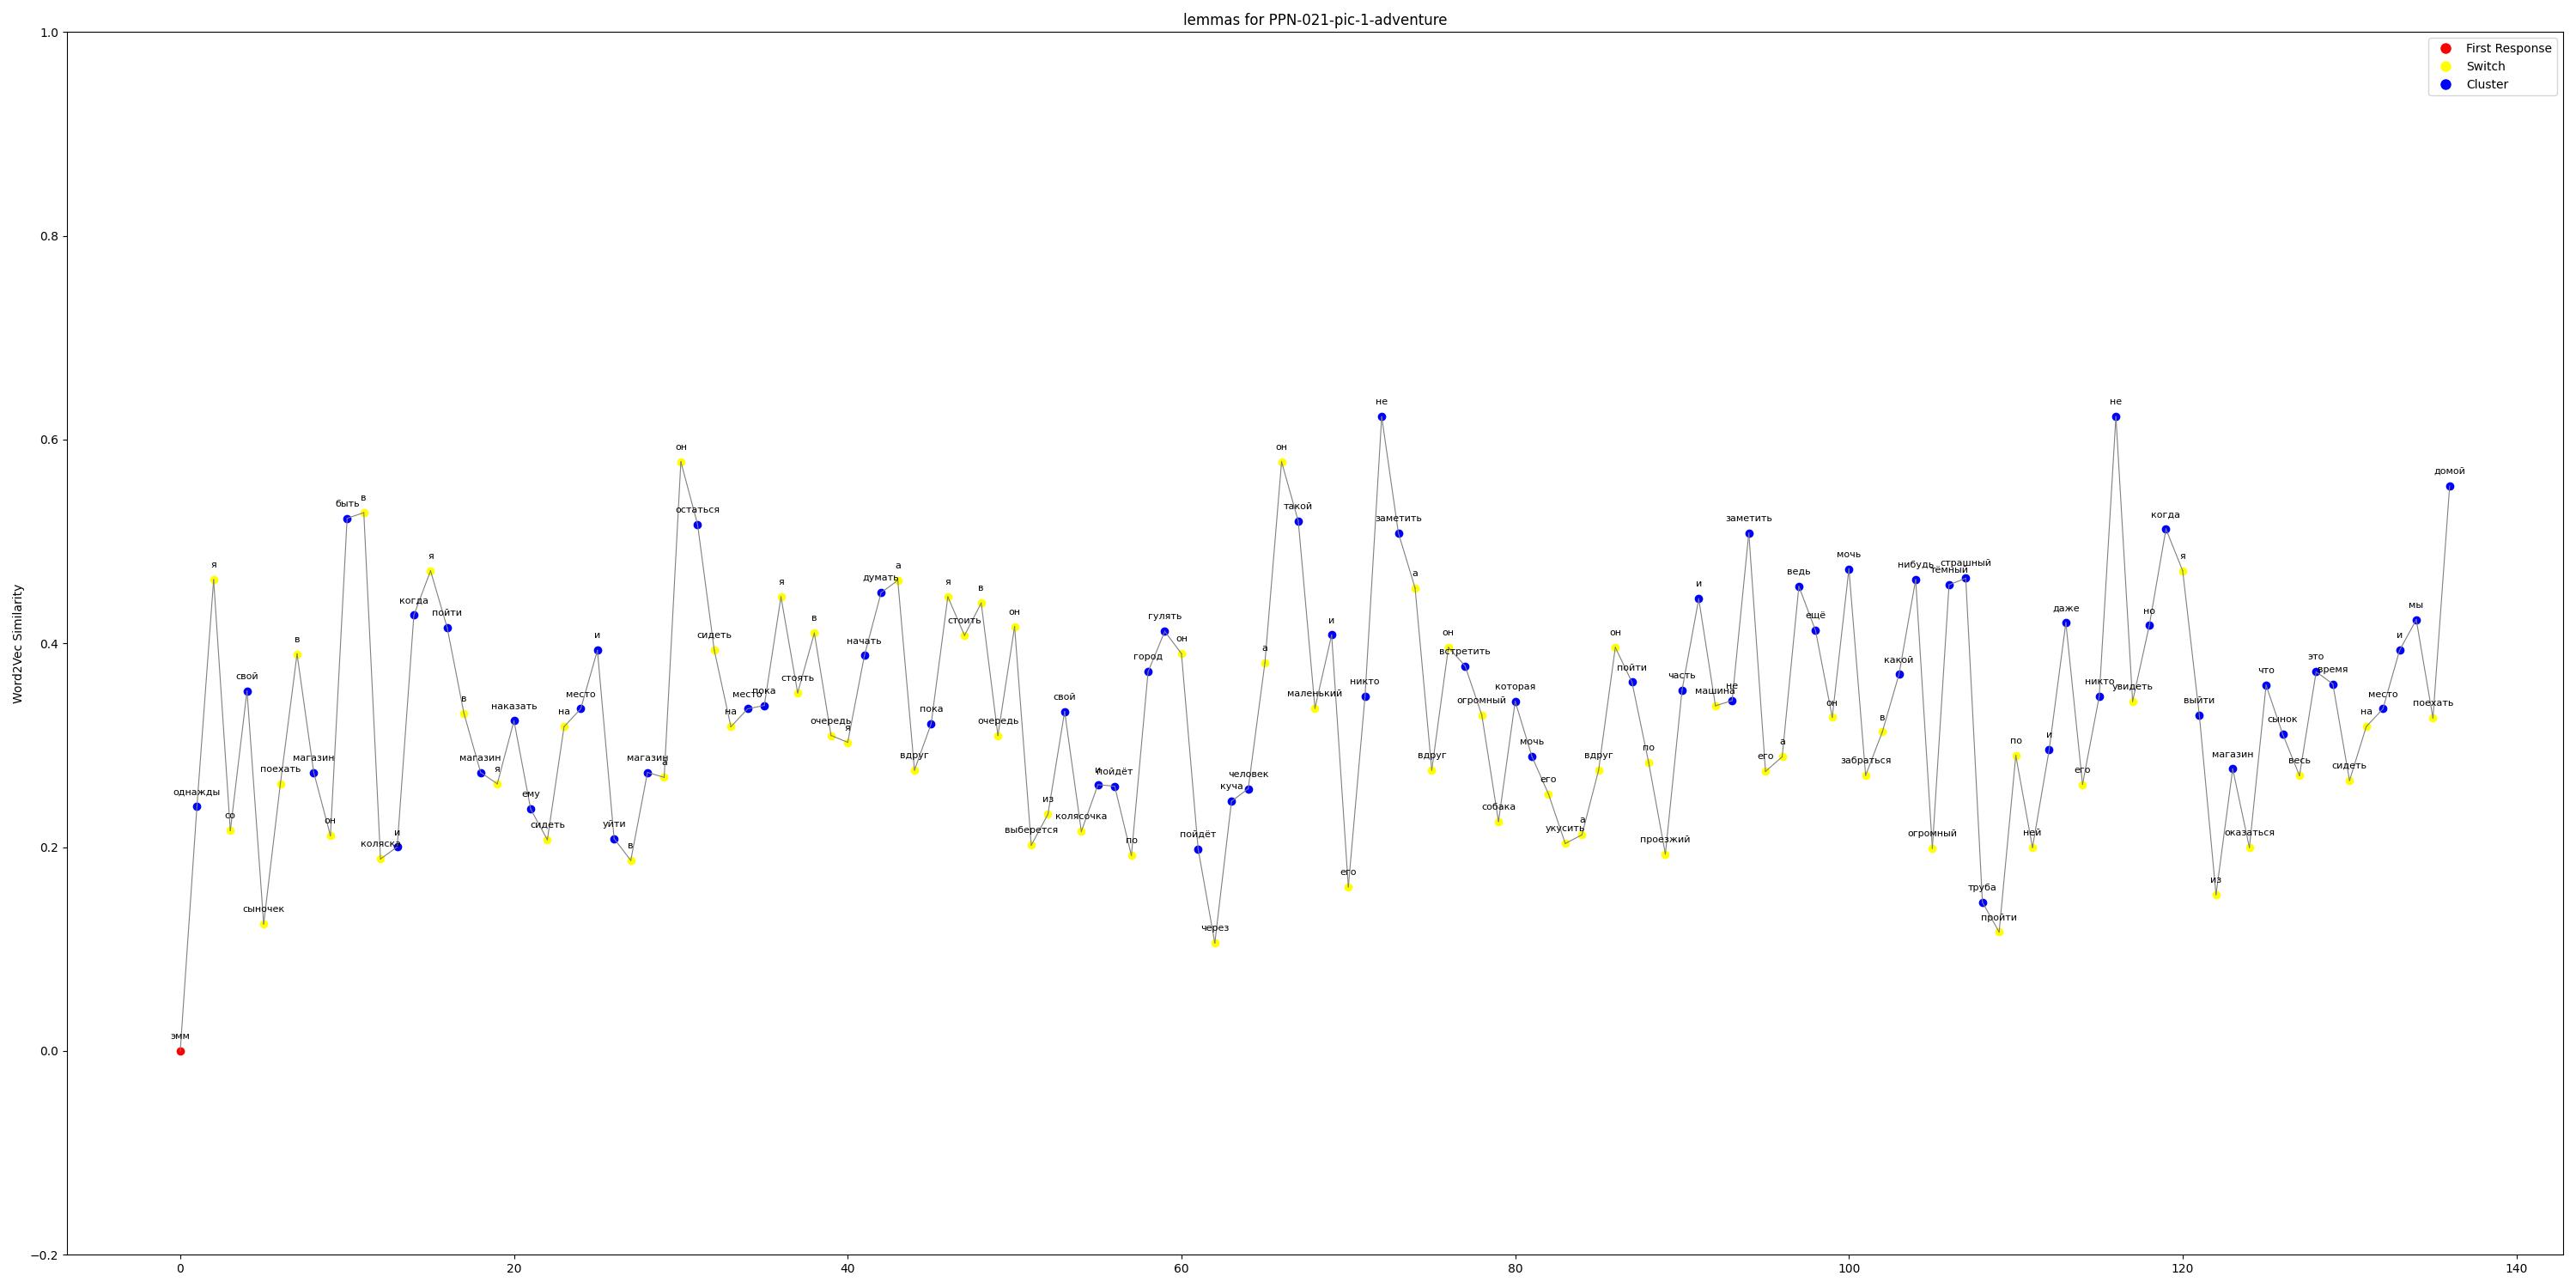 lemmas for PPN-021-pic-1-adventure
First Response
Switch
Cluster
Word2Vec Similarity
1.0
0.8
0.6
0.4
0.2
0.0
−0.2
0
20
40
60
80
100
120
140
эмм
однажды
я
со
свой
сыночек
поехать
в
магазин
он
быть
в
коляска
и
когда
я
пойти
в
магазин
я
наказать
ему
сидеть
на
место
и
уйти
в
магазин
а
он
остаться
сидеть
на
место
пока
я
стоять
в
очередь
я
начать
думать
а
вдруг
пока
я
стоить
в
очередь
он
выберется
из
свой
колясочка
и
пойдёт
по
город
гулять
он
пойдёт
через
куча
человек
а
он
такой
маленький
и
его
никто
не
заметить
а
вдруг
он
встретить
огромный
собака
которая
мочь
его
укусить
а
вдруг
он
пойти
по
проезжий
часть
и
машина
не
заметить
его
а
ведь
ещё
он
мочь
забраться
в
какой
нибудь
огромный
тёмный
страшный
труба
пройти
по
ней
и
даже
его
никто
не
увидеть
но
когда
я
выйти
из
магазин
оказаться
что
сынок
весь
это
время
сидеть
на
место
и
мы
поехать
домой